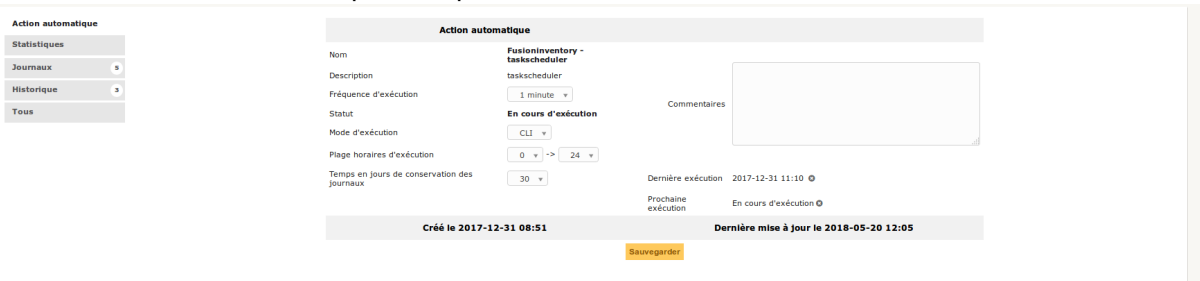 Action automatique
Statistiques
Journaux 5
Historique 3
Tous
Action automatique
Nom
Fusioninventory -
taskscheduler
Description
taskscheduler
Fréquence d'exécution
1 minute
Statut
En cours d'exécution
Mode d'exécution
CLI
Plage horaires d'exécution
0 -> 24
Temps en jours de conservation des
journaux
30
Commentaires
Dernière exécution 2017-12-31 11:10
Prochaine
exécution
En cours d'exécution
Créé le 2017-12-31 08:51
Dernière mise à jour le 2018-05-20 12:05
Sauvegarder